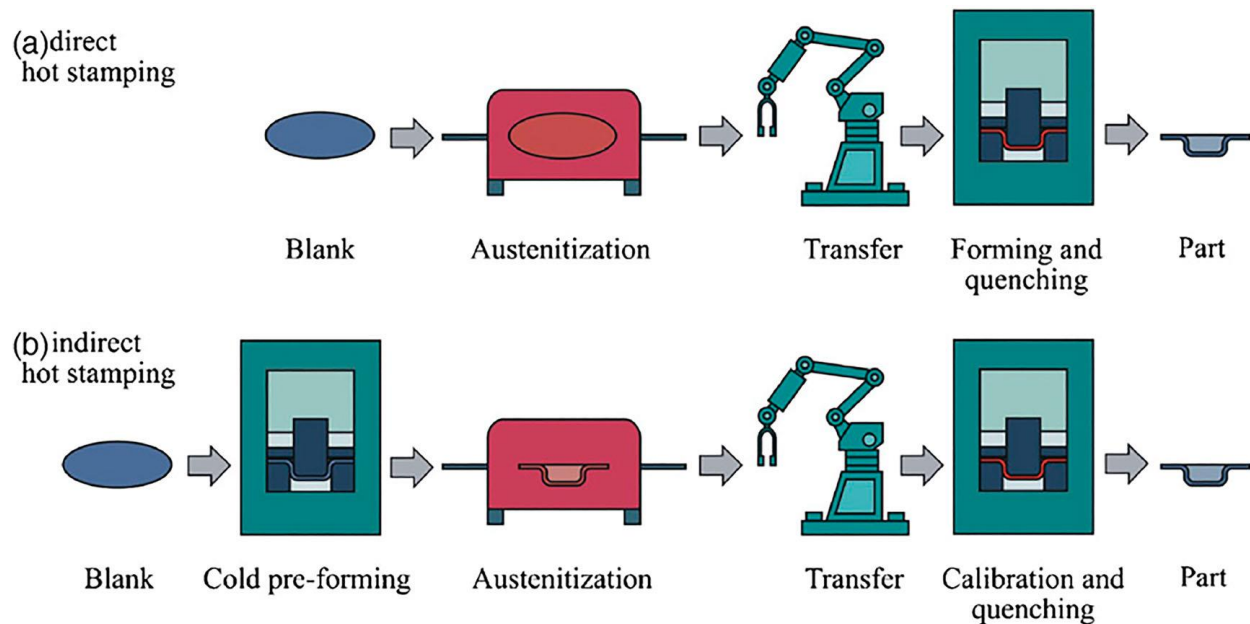 (a) direct
hot stamping
Blank
Austenitization
Transfer
Forming and
quenching
Part
(b) indirect
hot stamping
Blank
Cold pre-forming
Austenitization
Transfer
Calibration and
quenching
Part